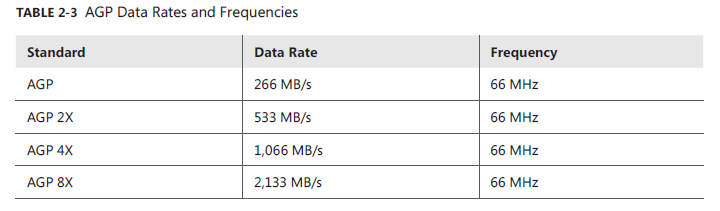 TABLE 2-3 AGP Data Rates and Frequencies
Standard Data Rate Frequency
AGP 266 MB/s 66 MHz
AGP 2X 533 MB/s 66 MHz
AGP 4X 1,066 MB/s 66 MHz
AGP 8X 2,133 MB/s 66 MHz